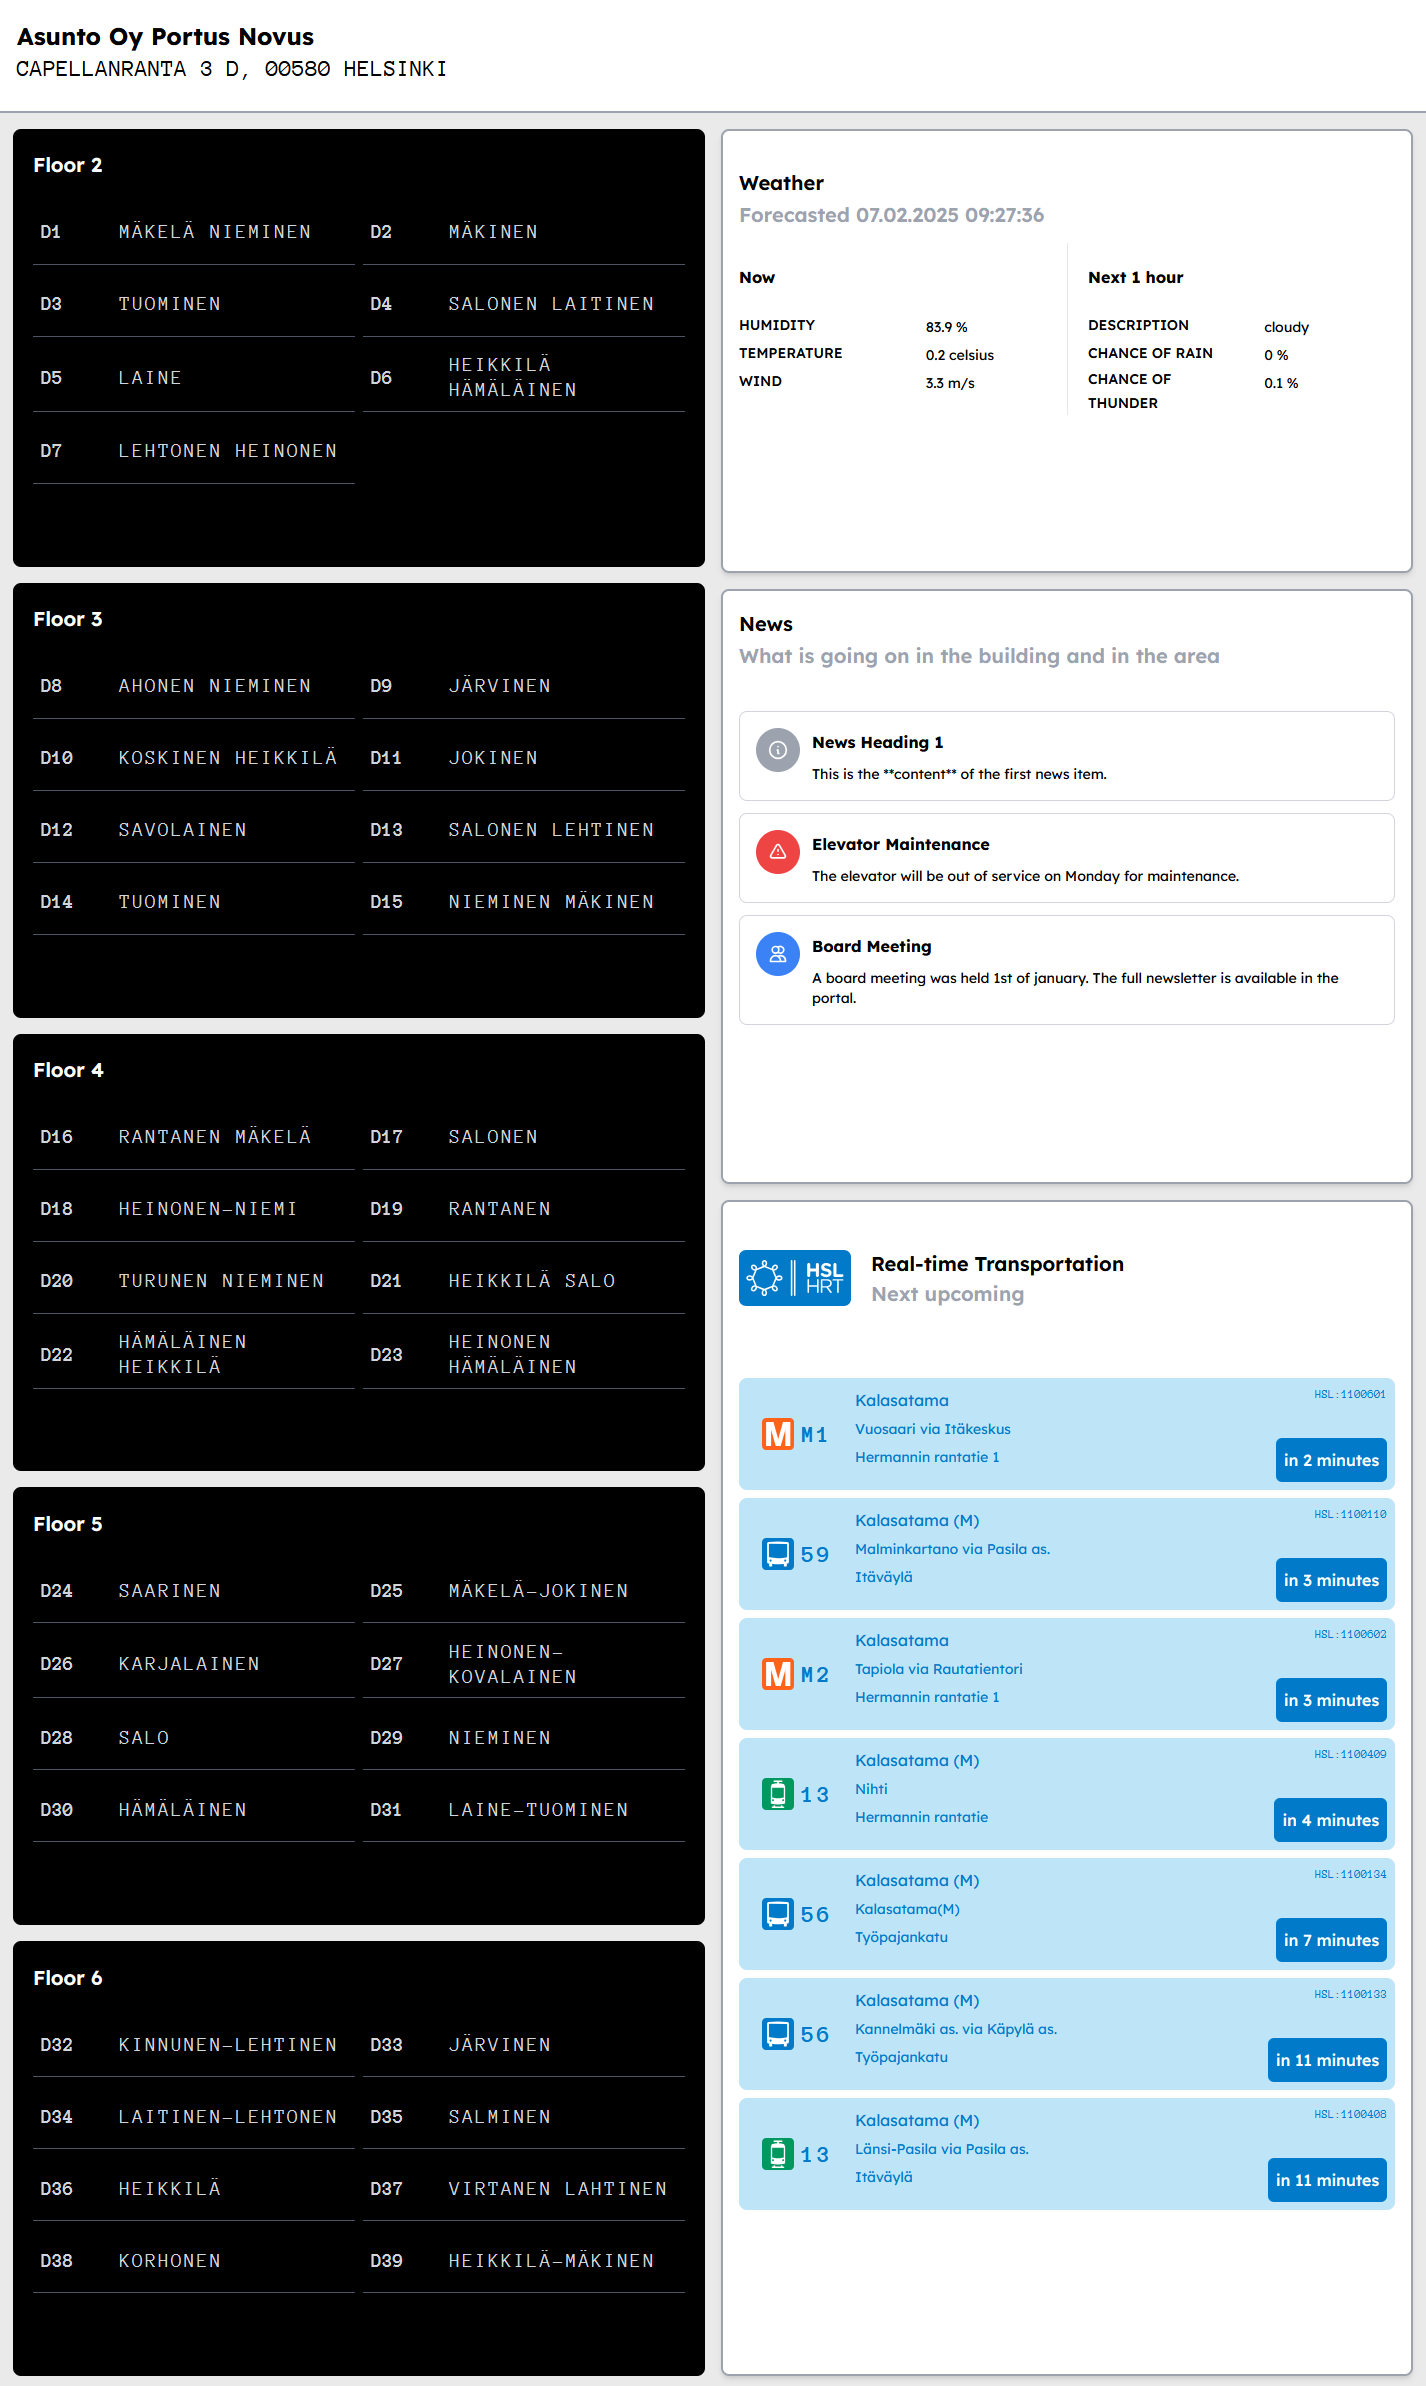 Asunto Oy Portus Novus
CAPELLANRANTA 3 D, 00580 HELSINKI
Floor 2
D1 MÄKELÄ NIEMINEN D2 MÄKINEN
D3 TUOMINEN D4 SALONEN LAITINEN
D5 LAINE D6 HEIKKILÄ
HÄMÄLÄINEN
D7 LEHTONEN HEINONEN
Floor 3
D8 AHONEN NIEMINEN D9 JÄRVINEN
D10 KOSKINEN HEIKKILÄ D11 JOKINEN
D12 SAVOLAINEN D13 SALONEN LEHTINEN
D14 TUOMINEN D15 NIEMINEN MÄKINEN
Floor 4
D16 RANTANEN MÄKELÄ D17 SALONEN
D18 HEINONEN-NIEMI D19 RANTANEN
D20 TURUNEN NIEMINEN D21 HEIKKILÄ SALO
D22 HÄMÄLÄINEN
HEIKKILÄ
D23 HEINONEN
HÄMÄLÄINEN
Floor 5
D24 SAARINEN D25 MÄKELÄ-JOKINEN
D26 KARJALAINEN D27 HEINONEN-
KOVALAINEN
D28 SALO D29 NIEMINEN
D30 HÄMÄLÄINEN D31 LAINE-TUOMINEN
Floor 6
D32 KINNUNEN-LEHTINEN D33 JÄRVINEN
D34 LAITINEN-LEHTONEN D35 SALMINEN
D36 HEIKKILÄ D37 VIRTANEN LAHTINEN
D38 KORHONEN D39 HEIKKILÄ-MÄKINEN
Weather
Forecasted 07.02.2025 09:27:36
Now
HUMIDITY 83.9 %
TEMPERATURE 0.2 celsius
WIND 3.3 m/s
Next 1 hour
DESCRIPTION cloudy
CHANCE OF RAIN 0 %
CHANCE OF
THUNDER 0.1 %
News
What is going on in the building and in the area
News Heading 1
This is the **content** of the first news item.
Elevator Maintenance
The elevator will be out of service on Monday for maintenance.
Board Meeting
A board meeting was held 1st of january. The full newsletter is available in the
portal.
HSL
HRT
Real-time Transportation
Next upcoming
M M1
Kalasatama
Vuosaari via Itäkeskus
Hermannin rantatie 1
HSL:1100601
in 2 minutes
59
Kalasatama (M)
Malminkartano via Pasila as.
Itäväylä
HSL:1100110
in 3 minutes
M M2
Kalasatama
Tapiola via Rautatientori
Hermannin rantatie 1
HSL:1100602
in 3 minutes
13
Kalasatama (M)
Nihti
Hermannin rantatie
HSL:1100409
in 4 minutes
56
Kalasatama (M)
Kalasatama(M)
Työpajankatu
HSL:1100134
in 7 minutes
56
Kalasatama (M)
Kannelmäki as. via Käpylä as.
Työpajankatu
HSL:1100133
in 11 minutes
13
Kalasatama (M)
Länsi-Pasila via Pasila as.
Itäväylä
HSL:1100408
in 11 minutes